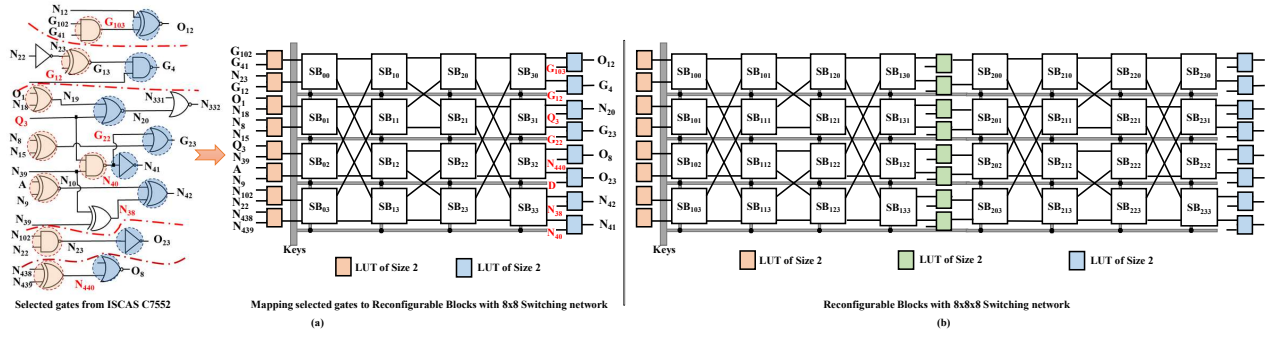 N12
G102
G103
G41
O12
N22
N23
G13
G4
G12
O1
N18
N19
N331
N332
Q3
N20
N8
G22
G23
N15
N39
N40
N41
A
N10
N9
N42
N39
N38
N102
N22
N23
O23
N438
N439
N440
O8
Selected gates from ISCAS C7552
G102
G41
N23
G12
O1
N18
N8
N15
Q3
N39
A
N9
N102
N22
N438
N439
SB00 SB10 SB20 SB30
SB01 SB11 SB21 SB31
SB02 SB12 SB22 SB32
SB03 SB13 SB23 SB33
G103
G12
Q3
G22
N440
D
N38
N40
O12
G4
N20
G23
O8
O23
N42
N41
Keys
LUT of Size 2 LUT of Size 2
Mapping selected gates to Reconfigurable Blocks with 8x8 Switching network
(a)
SB100 SB101 SB120 SB130 SB200 SB210 SB220 SB230
SB101 SB111 SB121 SB131 SB201 SB211 SB221 SB231
SB102 SB112 SB122 SB132 SB202 SB212 SB222 SB232
SB103 SB113 SB123 SB133 SB203 SB213 SB223 SB233
Keys
LUT of Size 2 LUT of Size 2 LUT of Size 2
Reconfigurable Blocks with 8x8x8 Switching network
(b)